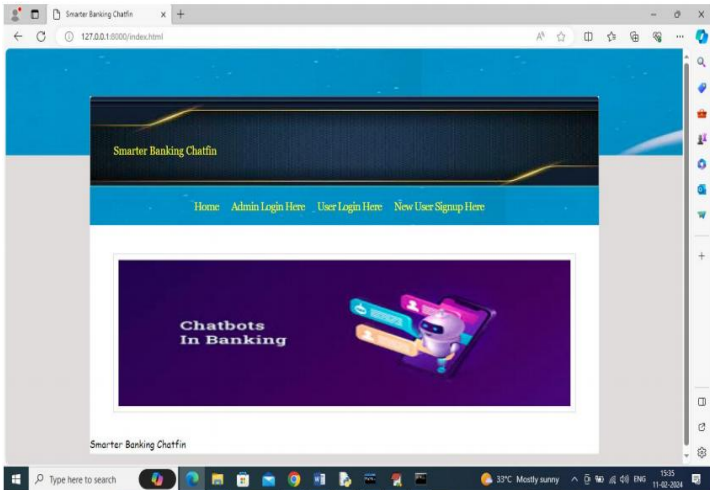 Smarter Banking Chatfin
127.0.0.1:8000/index.html
Smarter Banking Chatfin
Home Admin Login Here User Login Here New User Signup Here
Chatbots
In Banking
Smarter Banking Chatfin
Type here to search
33°C Mostly sunny
ENG
15:35
11-02-2024